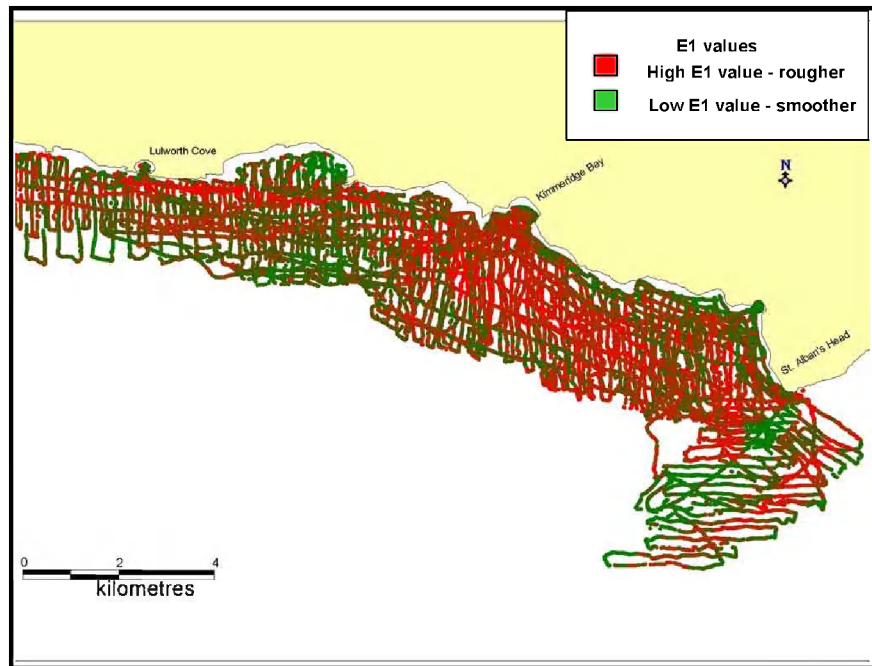 E1 values
High E1 value - rougher
Low E1 value - smoother
Lulworth Cove
N
Kimmeridge Bay
St. Alban's Head
0 2 4
kilometres